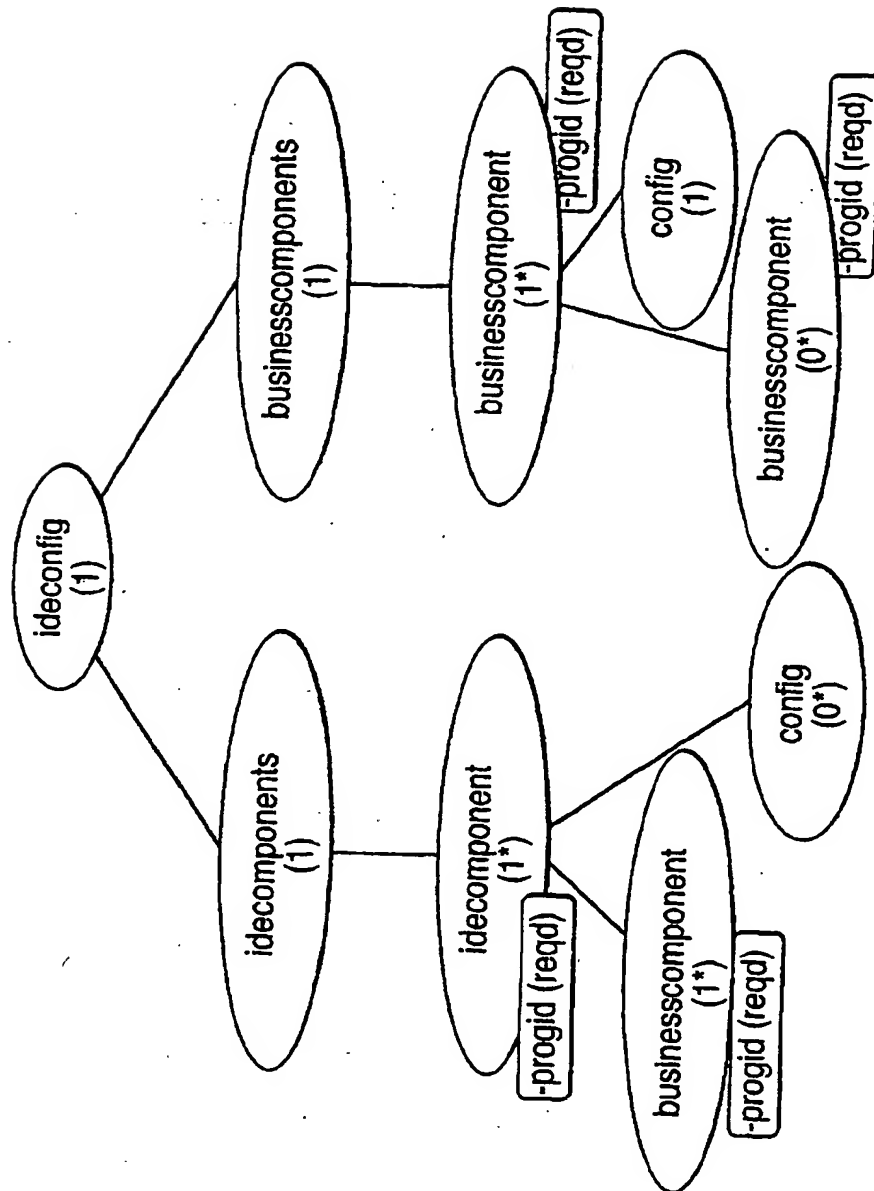 ideconfig
(1)
idecomponents
(1)
businesscomponents
(1)
idecomponent
(1*)
-progid (reqd)
businesscomponent
(1*)
-progid (reqd)
businesscomponent
(1*)
-progid (reqd)
config
(0*)
businesscomponent
(0*)
-progid (reqd)
config
(1)